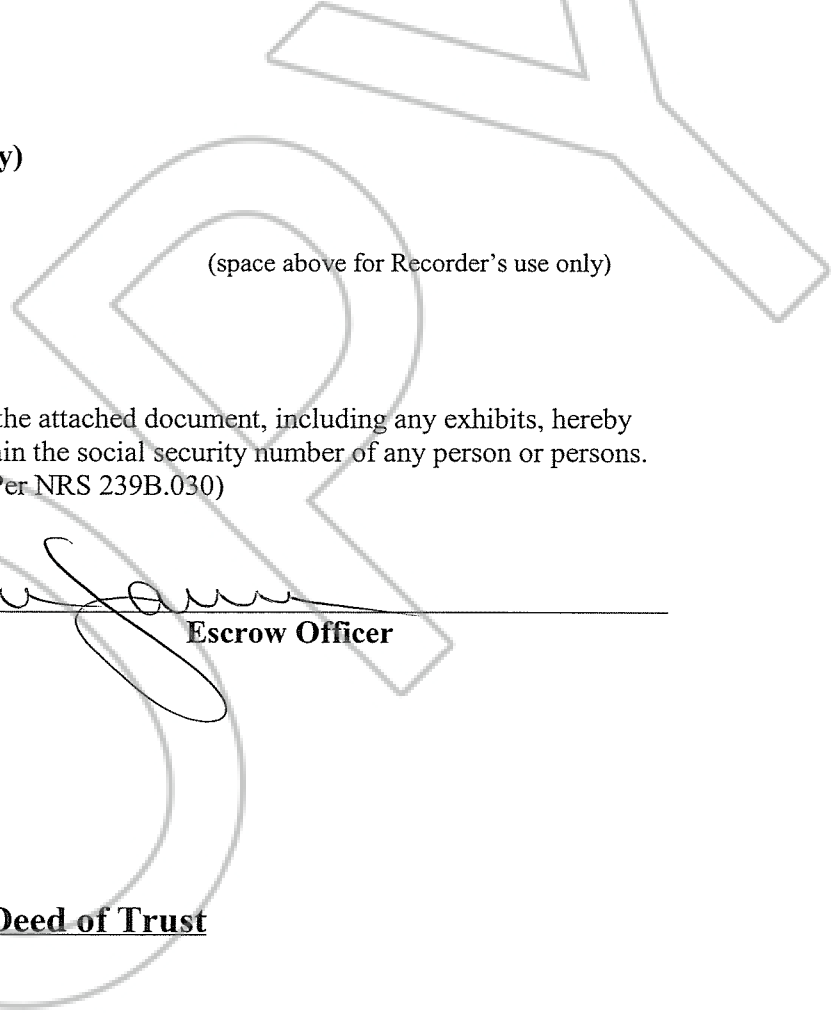 y)
(space above for Recorder's use only)
the attached document, including any exhibits, hereby
in the social security number of any person or persons.
Per NRS 239B.030)
Escrow Officer
Deed of Trust